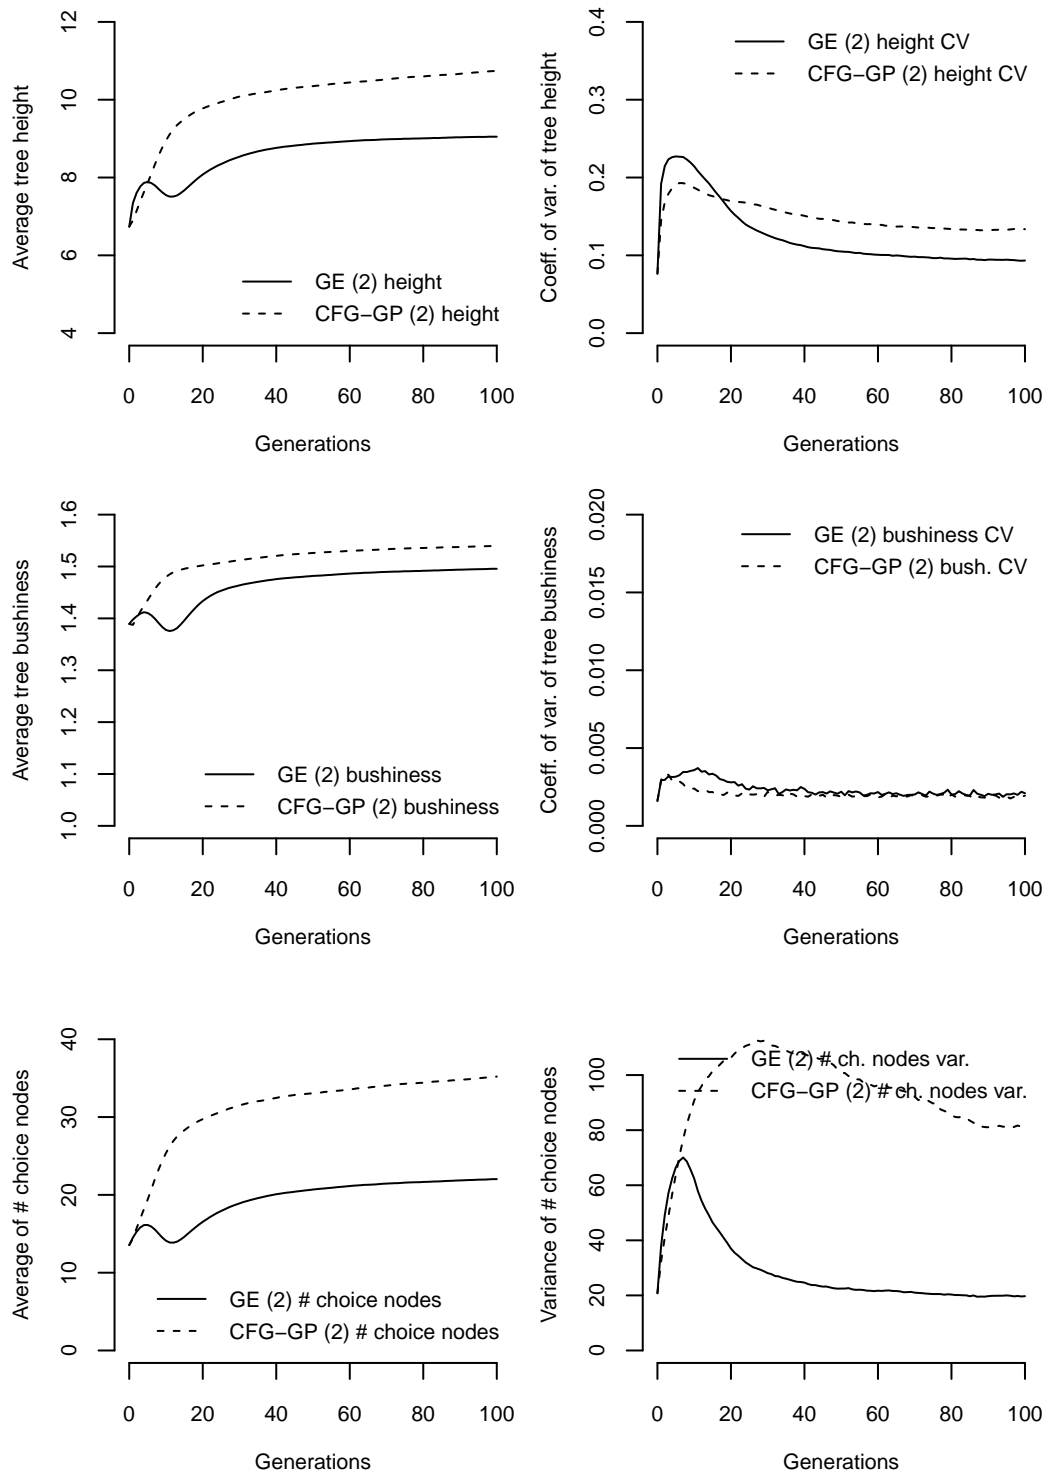 Average tree height
12
10
8
6
4
GE (2) height
CFG−GP (2) height
0 20 40 60 80 100
Generations
Coeff. of var. of tree height
0.4
0.3
0.2
0.1
0.0
GE (2) height CV
CFG−GP (2) height CV
0 20 40 60 80 100
Generations
Average tree bushiness
1.6
1.5
1.4
1.3
1.2
1.1
1.0
GE (2) bushiness
CFG−GP (2) bushiness
0 20 40 60 80 100
Generations
Coeff. of var. of tree bushiness
0.020
0.015
0.010
0.005
0.000
GE (2) bushiness CV
CFG−GP (2) bush. CV
0 20 40 60 80 100
Generations
Average of # choice nodes
40
30
20
10
0
GE (2) # choice nodes
CFG−GP (2) # choice nodes
0 20 40 60 80 100
Generations
Variance of # choice nodes
100
80
60
40
20
0
GE (2) # ch. nodes var.
CFG−GP (2) # ch. nodes var.
0 20 40 60 80 100
Generations